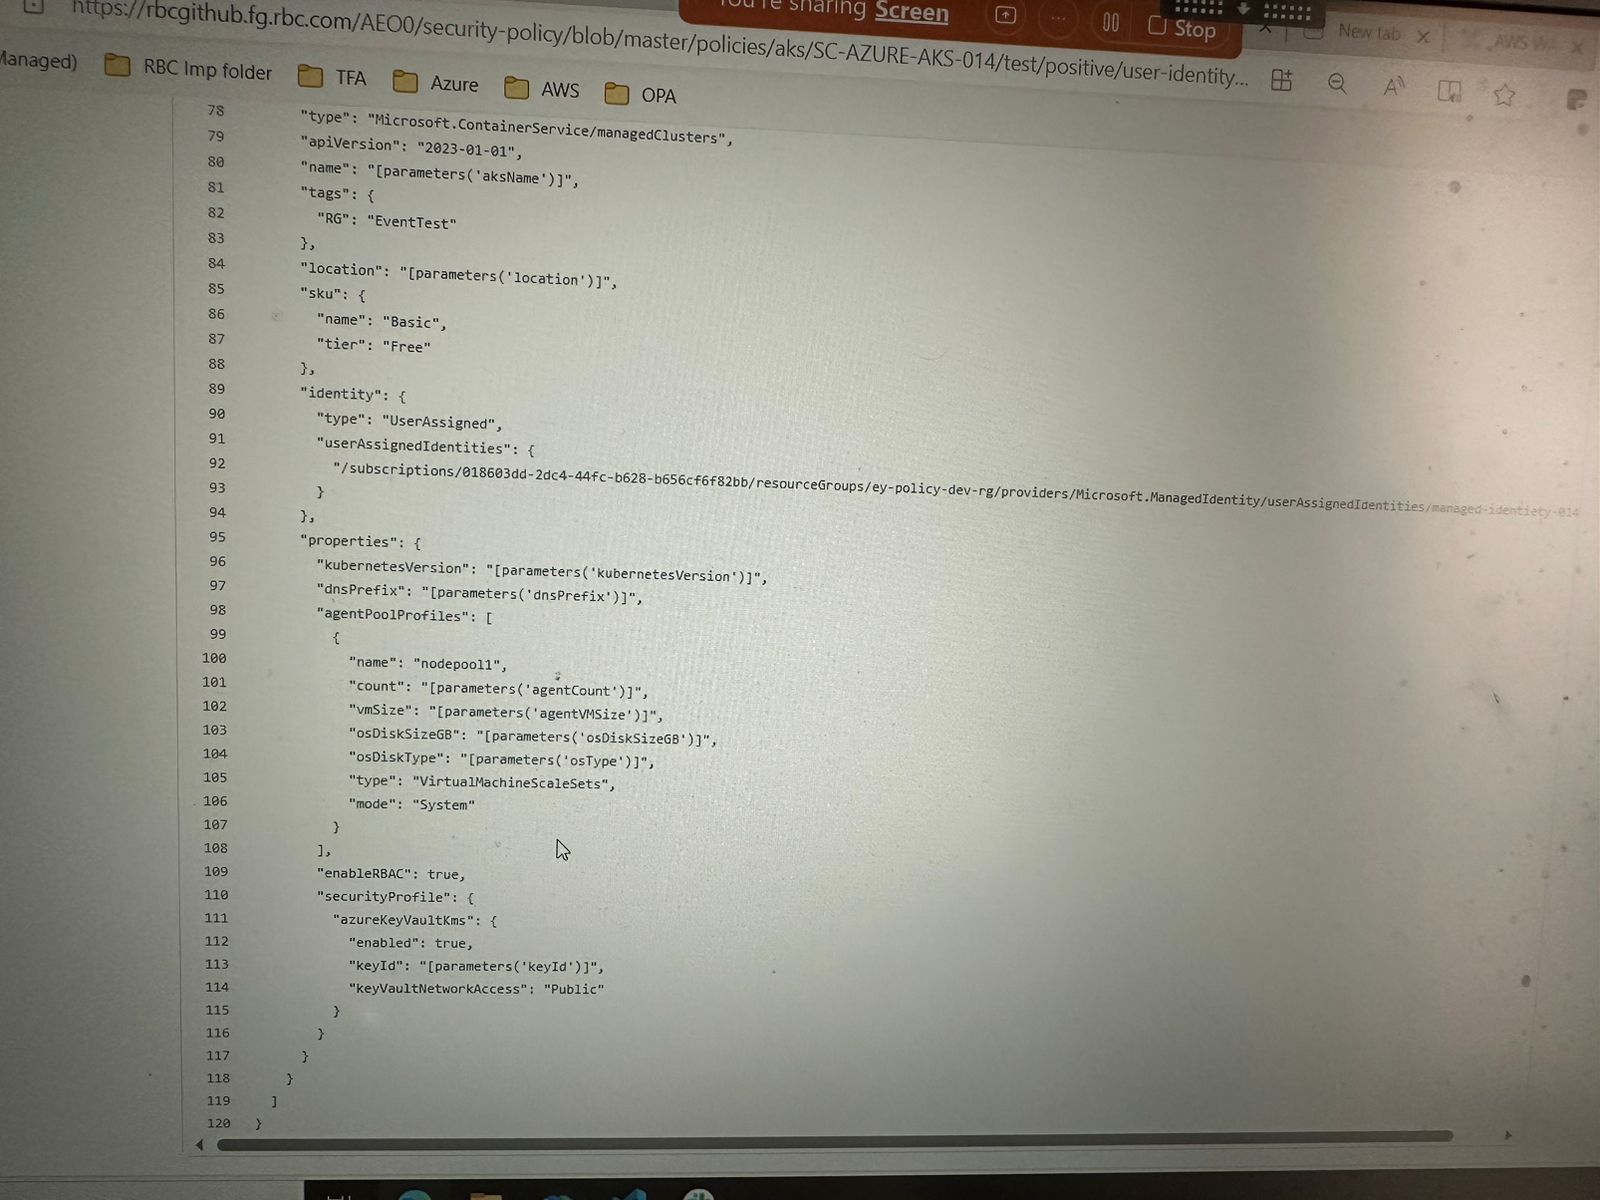 https://rbcgithub.fg.rbc.com/AEO0/security-policy/blob/master/policies/aks/SC-AZURE-AKS-014/test/positive/user-identity...
You're sharing Screen
Stop
New tab
AWS
Managed)
RBC Imp folder
TFA
Azure
AWS
OPA
78 "type": "Microsoft.ContainerService/managedClusters",
79 "apiVersion": "2023-01-01",
80 "name": "[parameters('aksName')]",
81 "tags": {
82 "RG": "EventTest"
83 },
84 "location": "[parameters('location')]",
85 "sku": {
86 "name": "Basic",
87 "tier": "Free"
88 },
89 "identity": {
90 "type": "UserAssigned",
91 "userAssignedIdentities": {
92 "/subscriptions/018603dd-2dc4-44fc-b628-b656cf6f82bb/resourceGroups/ey-policy-dev-rg/providers/Microsoft.ManagedIdentity/userAssignedIdentities/managed-identiety-014
93 }
94 },
95 "properties": {
96 "kubernetesVersion": "[parameters('kubernetesVersion')]",
97 "dnsPrefix": "[parameters('dnsPrefix')]",
98 "agentPoolProfiles": [
99 {
100 "name": "nodepool1",
101 "count": "[parameters('agentCount')]",
102 "vmSize": "[parameters('agentVMSize')]",
103 "osDiskSizeGB": "[parameters('osDiskSizeGB')]",
104 "osDiskType": "[parameters('osType')]",
105 "type": "VirtualMachineScaleSets",
106 "mode": "System"
107 }
108 ],
109 "enableRBAC": true,
110 "securityProfile": {
111 "azureKeyVaultKms": {
112 "enabled": true,
113 "keyId": "[parameters('keyId')]",
114 "keyVaultNetworkAccess": "Public"
115 }
116 }
117 }
118 }
119 ]
120 }